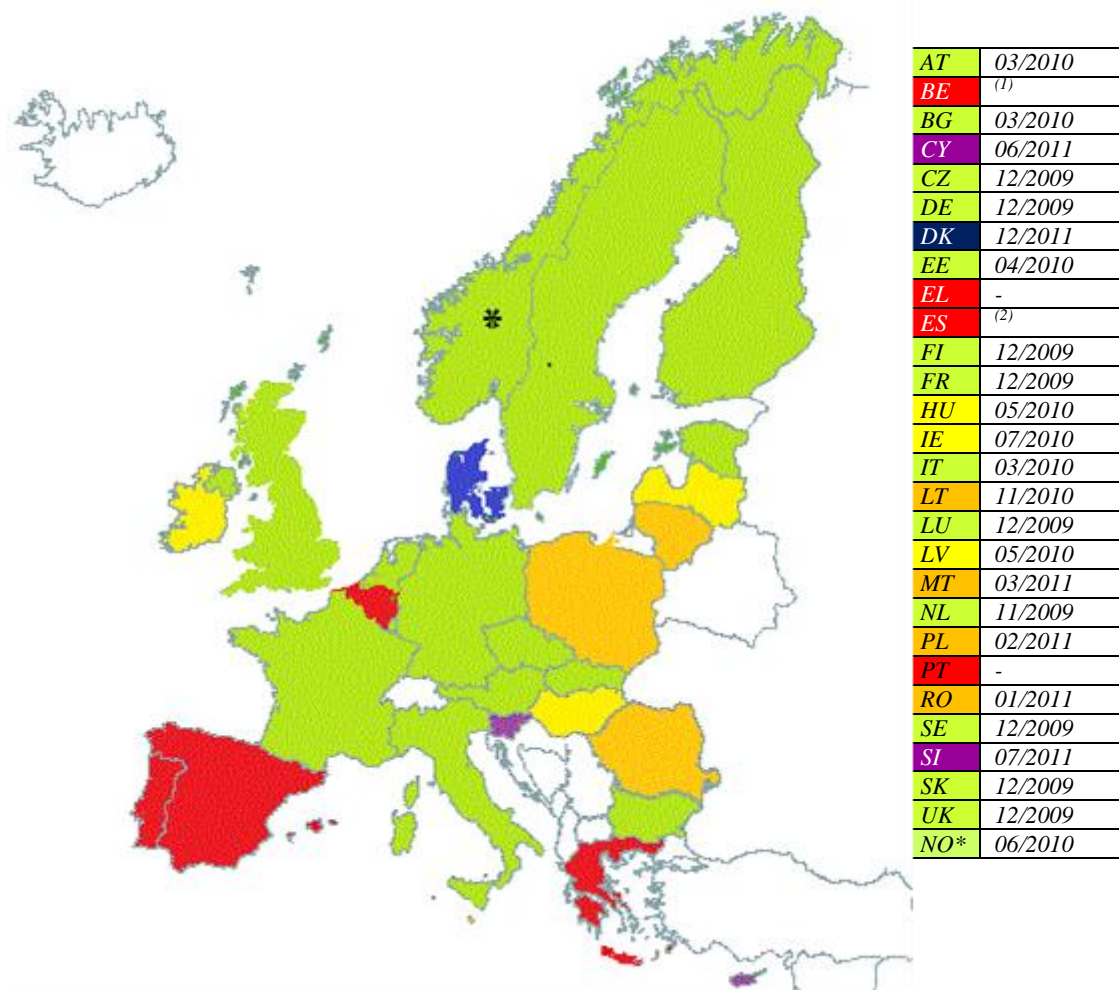 *
AT 03/2010
BE (1)
BG 03/2010
CY 06/2011
CZ 12/2009
DE 12/2009
DK 12/2011
EE 04/2010
EL -
ES (2)
FI 12/2009
FR 12/2009
HU 05/2010
IE 07/2010
IT 03/2010
LT 11/2010
LU 12/2009
LV 05/2010
MT 03/2011
NL 11/2009
PL 02/2011
PT -
RO 01/2011
SE 12/2009
SI 07/2011
SK 12/2009
UK 12/2009
NO* 06/2010